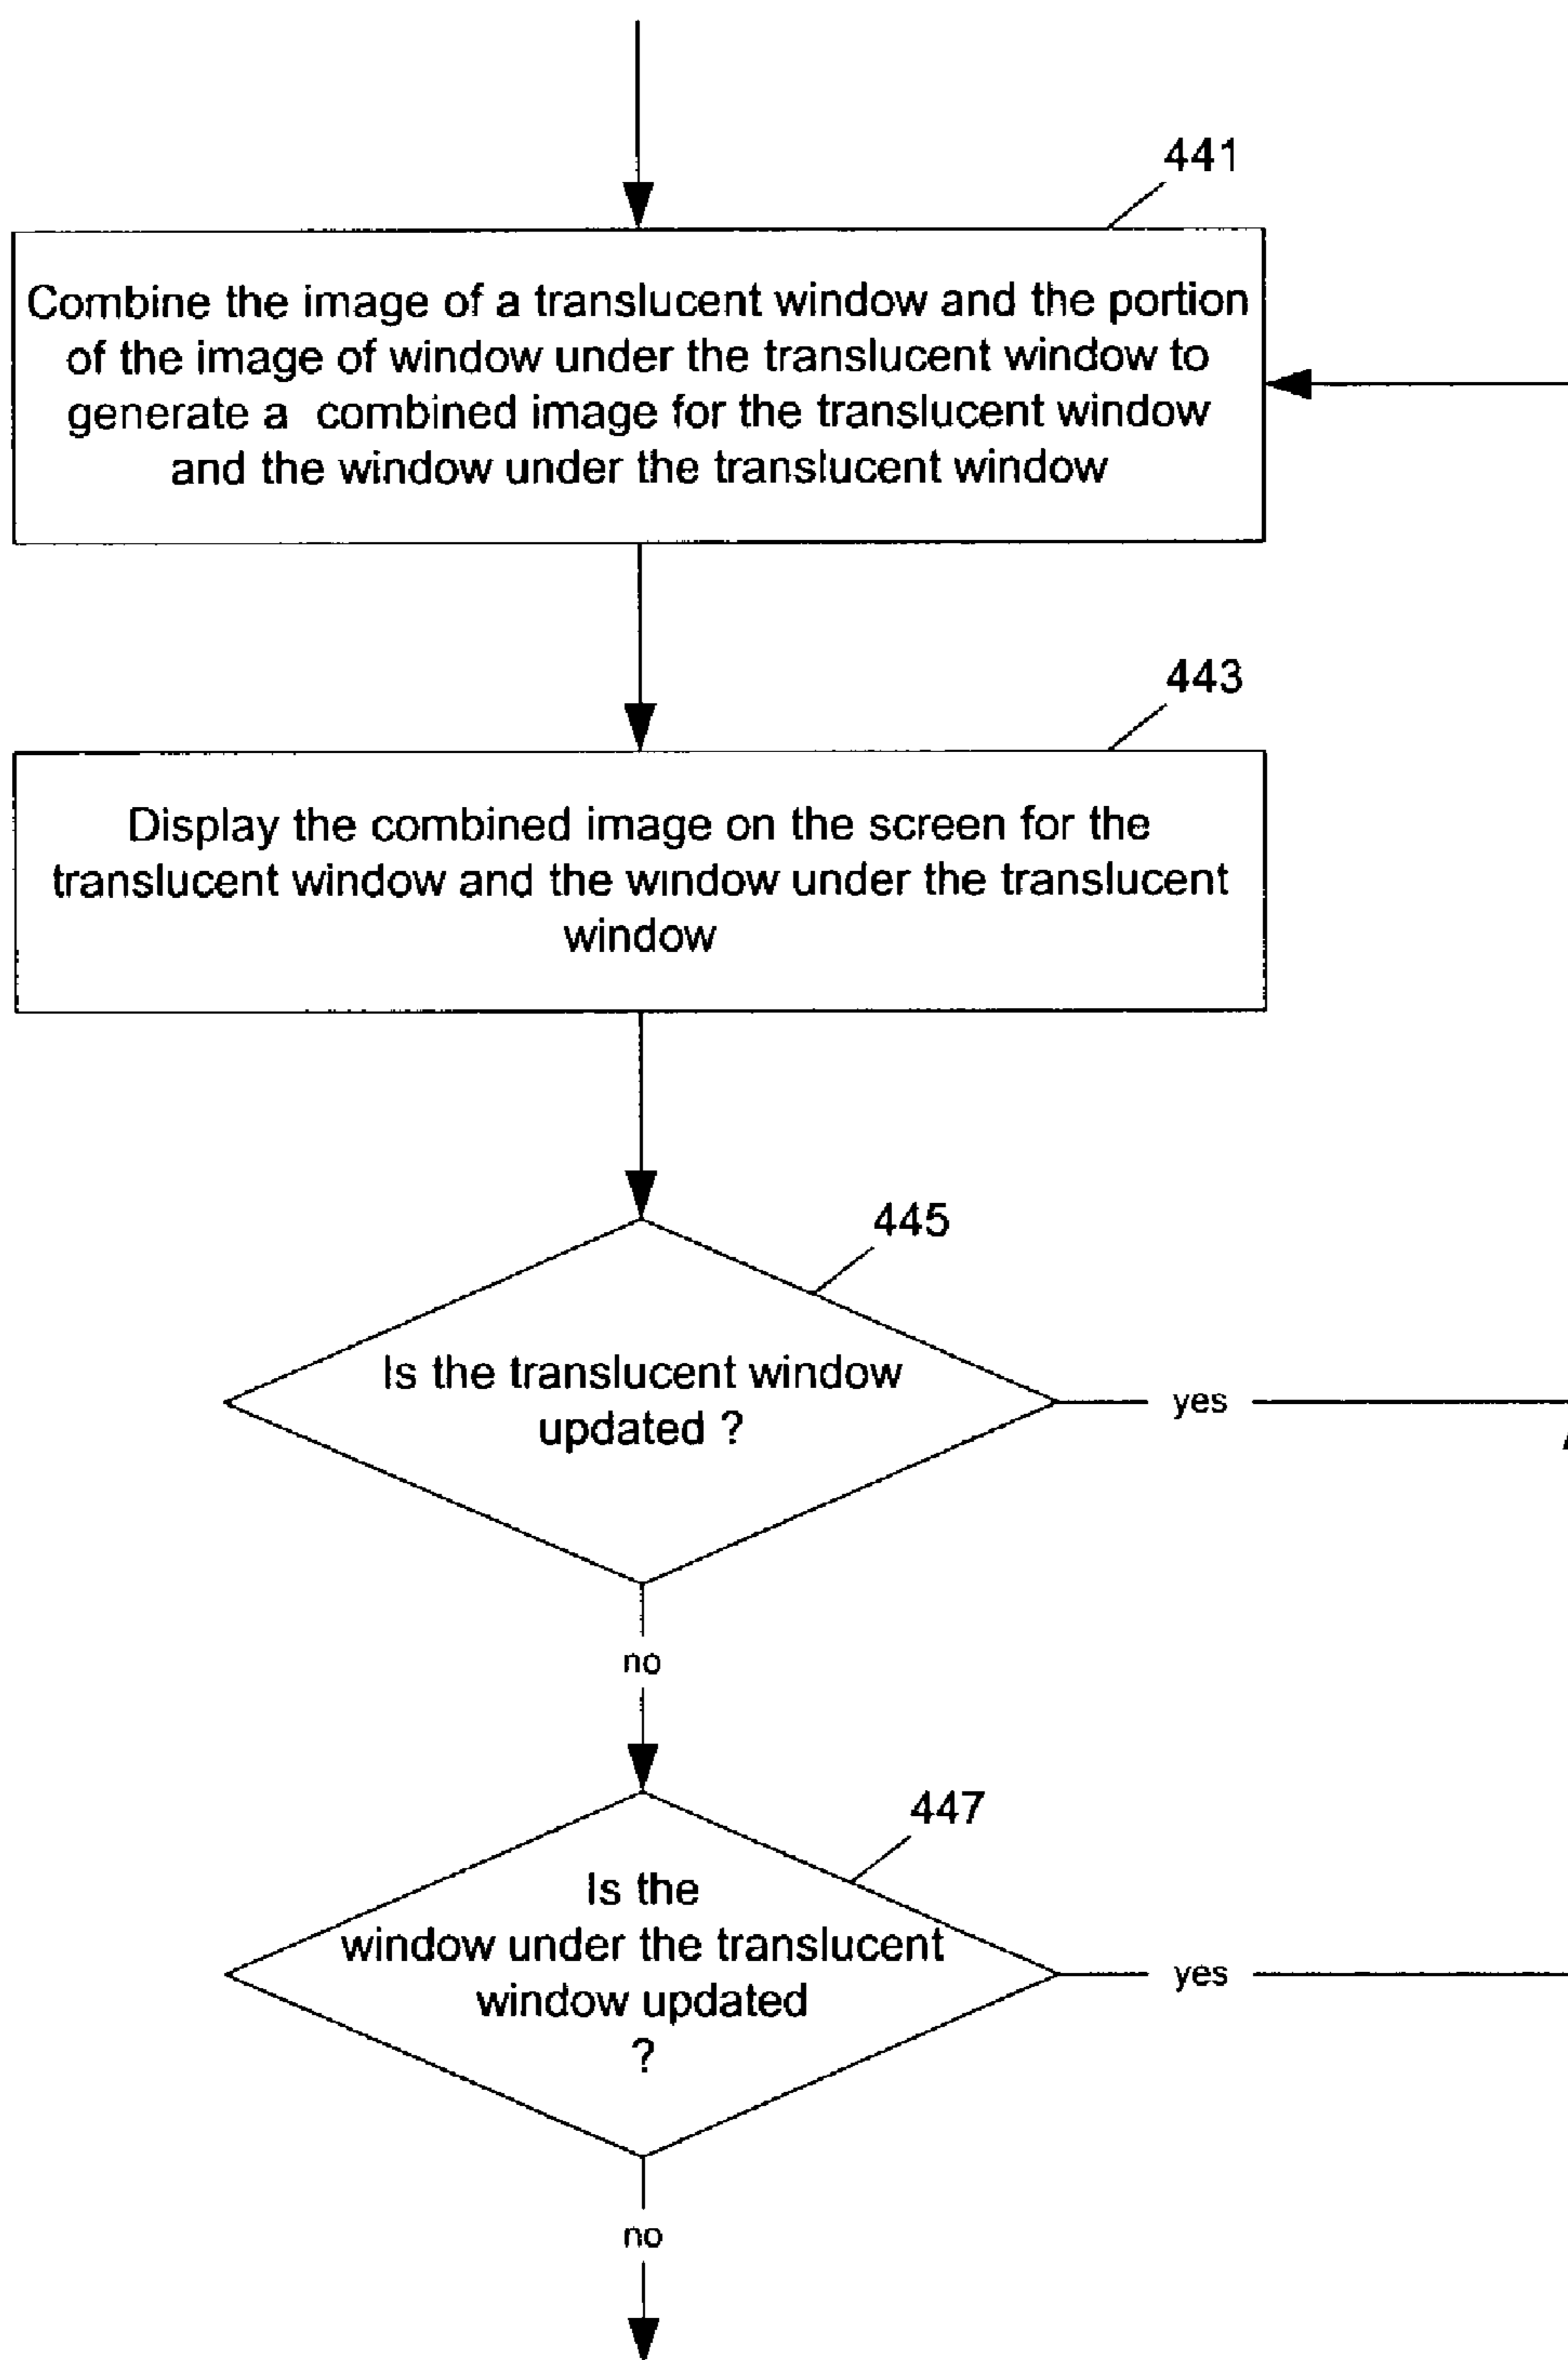 441
Combine the image of a translucent window and the portion
of the image of window under the translucent window to
generate a combined image for the translucent window
and the window under the translucent window
443
Display the combined image on the screen for the
translucent window and the window under the translucent
window
445
Is the translucent window
updated ?
yes
no
447
Is the
window under the translucent
window updated
?
yes
no